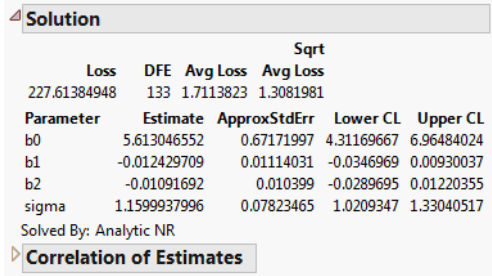 Solution
Sqrt
Loss DFE Avg Loss Avg Loss
227.61384948 133 1.7113823 1.3081981
Parameter Estimate ApproxStdErr Lower CL Upper CL
b0 5.613046552 0.67171997 4.31169667 6.96484024
b1 -0.012429709 0.01114031 -0.0346969 0.00930037
b2 -0.01091692 0.010399 -0.0289695 0.01220355
sigma 1.1599937996 0.07823465 1.0209347 1.33040517
Solved By: Analytic NR
Correlation of Estimates